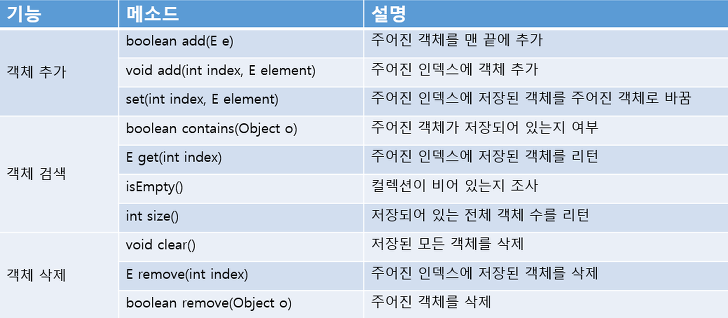 기능 메소드 설명
객체 추가 boolean add(E e) 주어진 객체를 맨 끝에 추가
void add(int index, E element) 주어진 인덱스에 객체 추가
set(int index, E element) 주어진 인덱스에 저장된 객체를 주어진 객체로 바꿈
객체 검색 boolean contains(Object o) 주어진 객체가 저장되어 있는지 여부
E get(int index) 주어진 인덱스에 저장된 객체를 리턴
isEmpty() 컬렉션이 비어 있는지 조사
int size() 저장되어 있는 전체 객체 수를 리턴
객체 삭제 void clear() 저장된 모든 객체를 삭제
E remove(int index) 주어진 인덱스에 저장된 객체를 삭제
boolean remove(Object o) 주어진 객체를 삭제